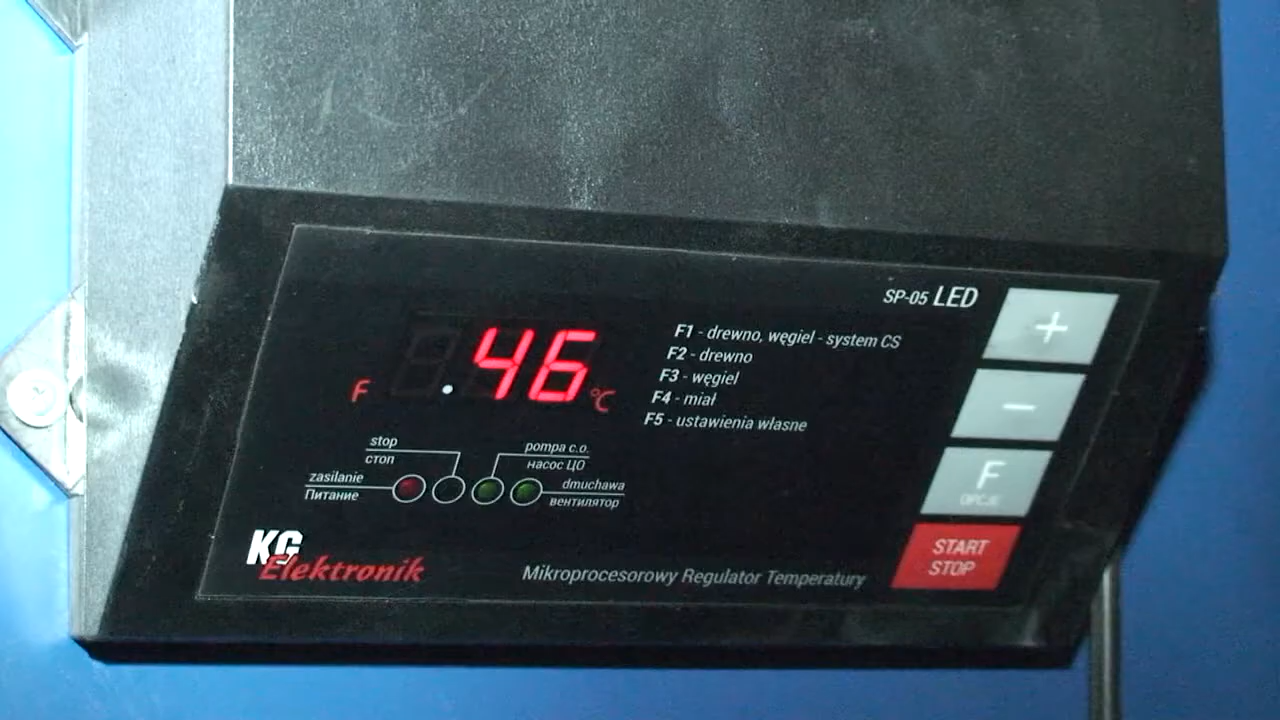 SP-05 LED
+
F .46 °C
F1 - drewno, węgiel - system CS
F2 - drewno
F3 - węgiel
F4 - miał
F5 - ustawienia własne
-
stop
стоп
pompa c.o.
насос ЦО
zasilanie
Питание
dmuchawa
вентилятор
F
OPCJE
START
STOP
KG
Elektronik
Mikroprocesorowy Regulator Temperatury